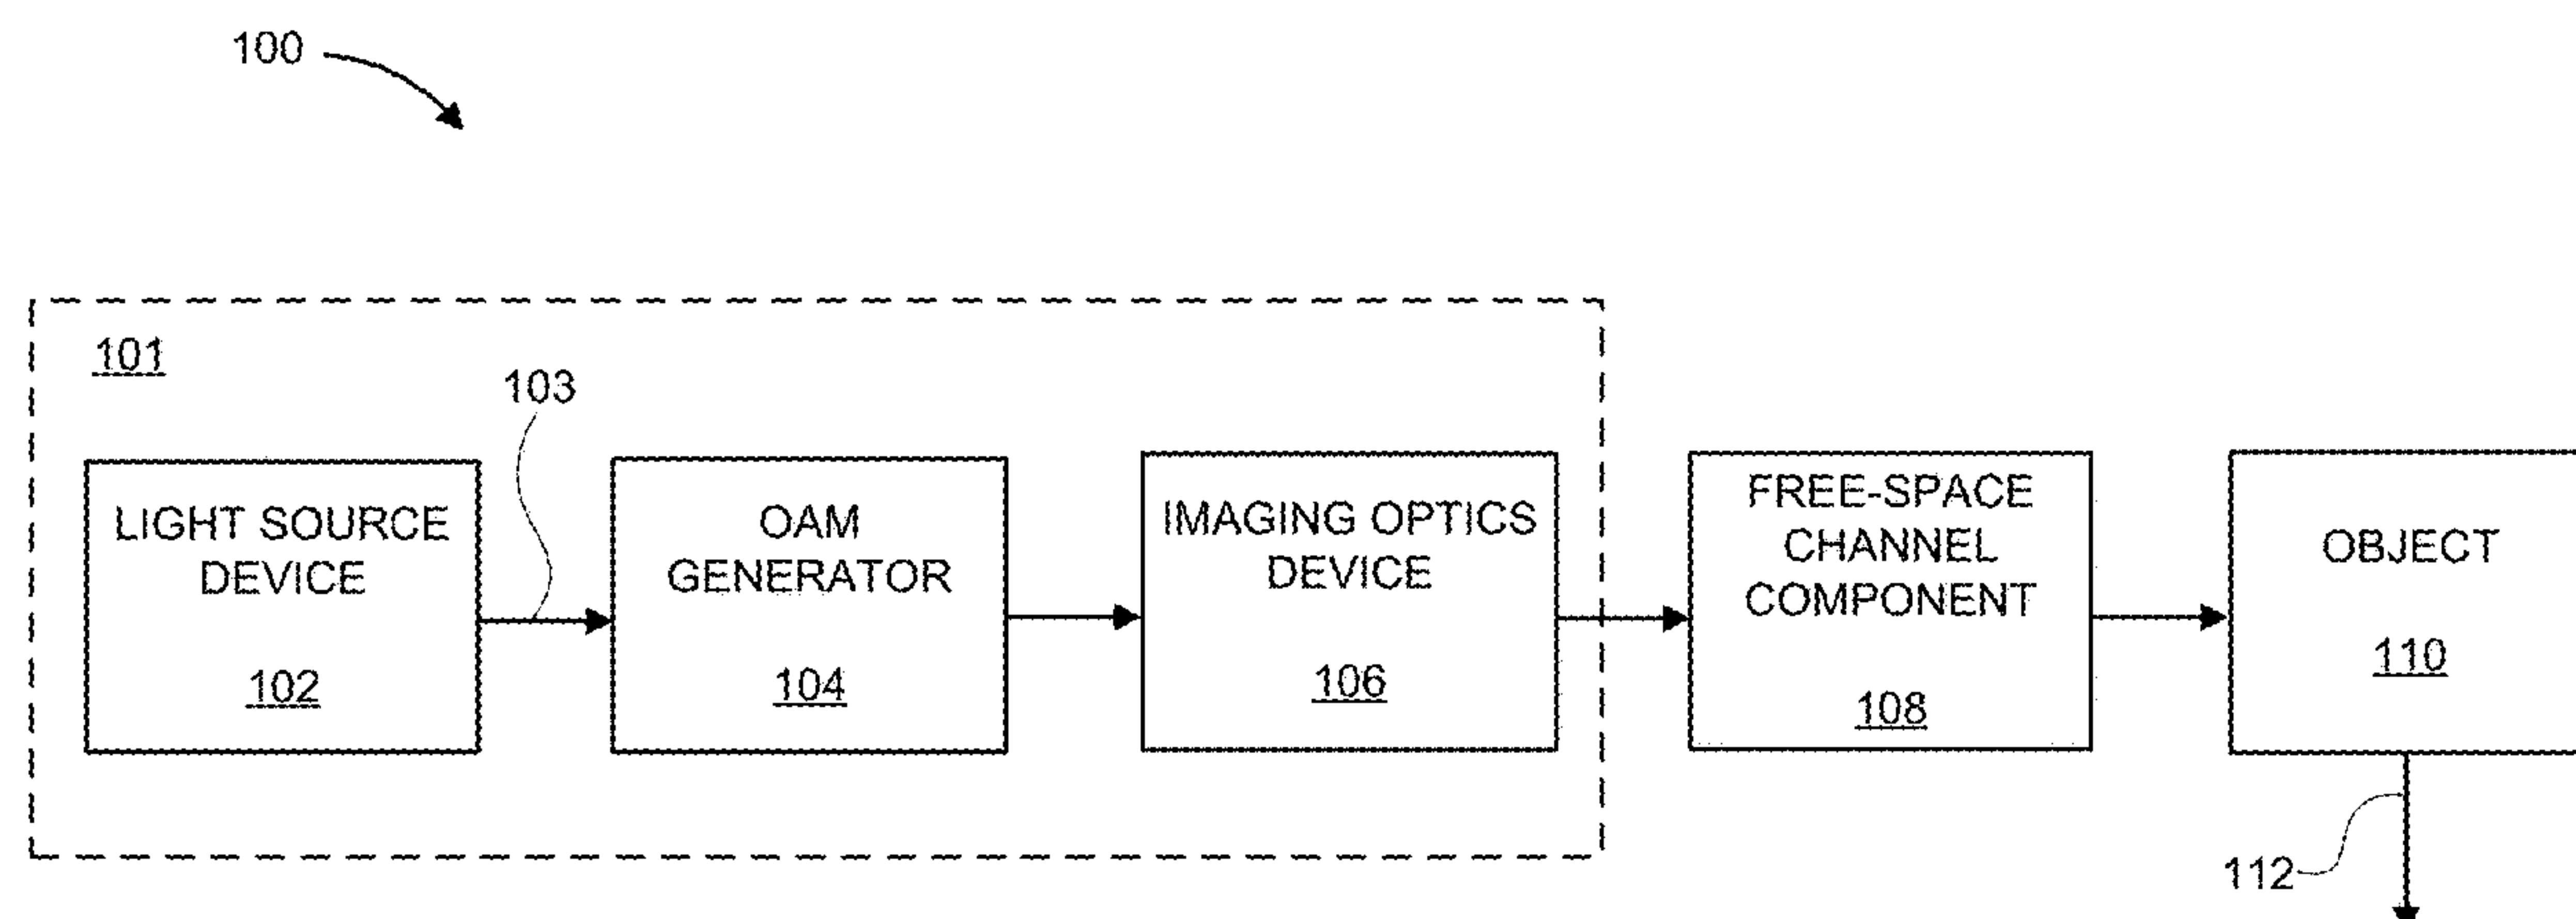 100
101
103
LIGHT SOURCE
DEVICE
102
OAM
GENERATOR
104
IMAGING OPTICS
DEVICE
106
FREE-SPACE
CHANNEL
COMPONENT
108
OBJECT
110
112